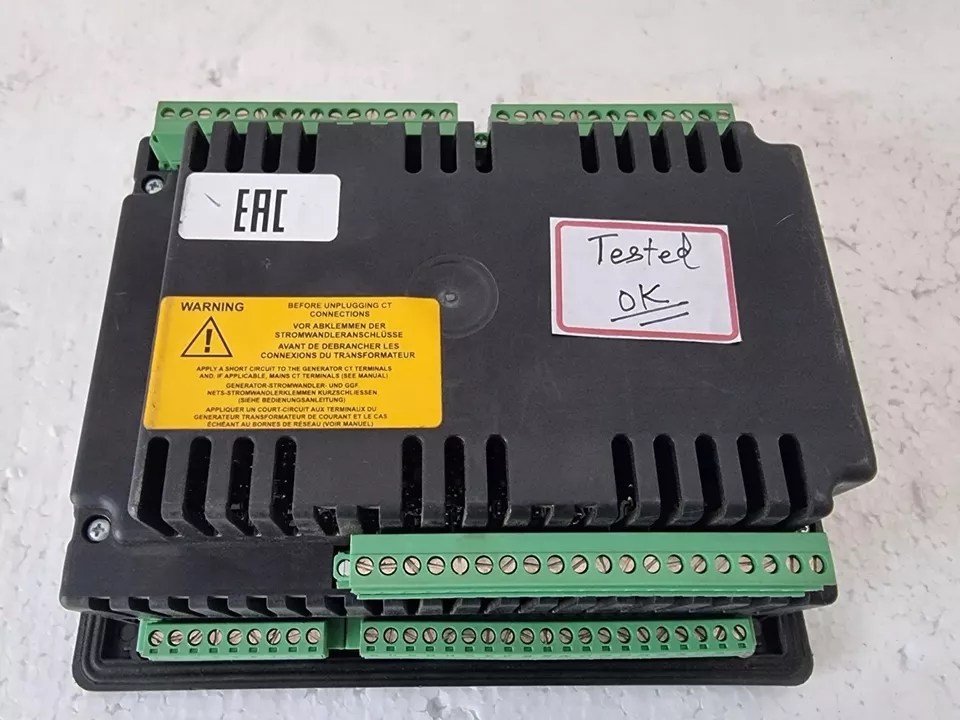 EAC
Tested
OK
WARNING
BEFORE UNPLUGGING CT
CONNECTIONS
VOR ABKLEMMEN DER
STROMWANDLERANSCHLÜSSE
AVANT DE DEBRANCHER LES
CONNEXIONS DU TRANSFORMATEUR
APPLY A SHORT CIRCUIT TO THE GENERATOR CT TERMINALS
AND, IF APPLICABLE, MAINS CT TERMINALS (SEE MANUAL)
GENERATOR-STROMWANDLER- UND GGF.
NETS-STROMWANDLERKLEMMEN KURZSCHLIESSEN
(SIEHE BEDIENUNGSANLEITUNG)
APPLIQUER UN COURT-CIRCUIT AUX TERMINAUX DU
GENERATEUR TRANSFORMATEUR DE COURANT ET LE CAS
ÉCHEANT AU BORNES DE RÉSEAU (VOIR MANUEL)